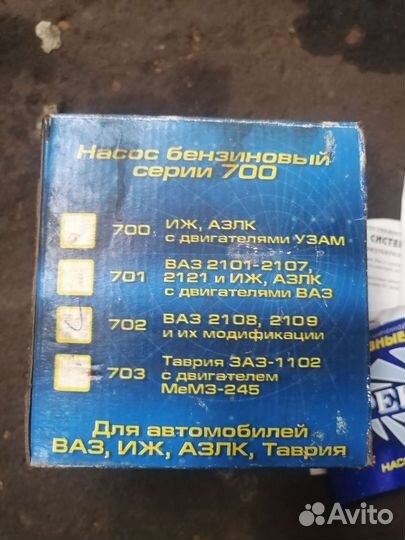 Насос бензиновый
серии 700
700 ИЖ, АЗЛК
с двигателями УЗАМ
701 ВАЗ 2101-2107,
2121 и ИЖ, АЗЛК
с двигателями ВАЗ
702 ВАЗ 2108, 2109
и их модификации
703 Таврия ЗАЗ-1102
с двигателем
МеМЗ-245
Для автомобилей
ВАЗ, ИЖ, АЗЛК, Таврия
СИСТЕ
НАС
Avito